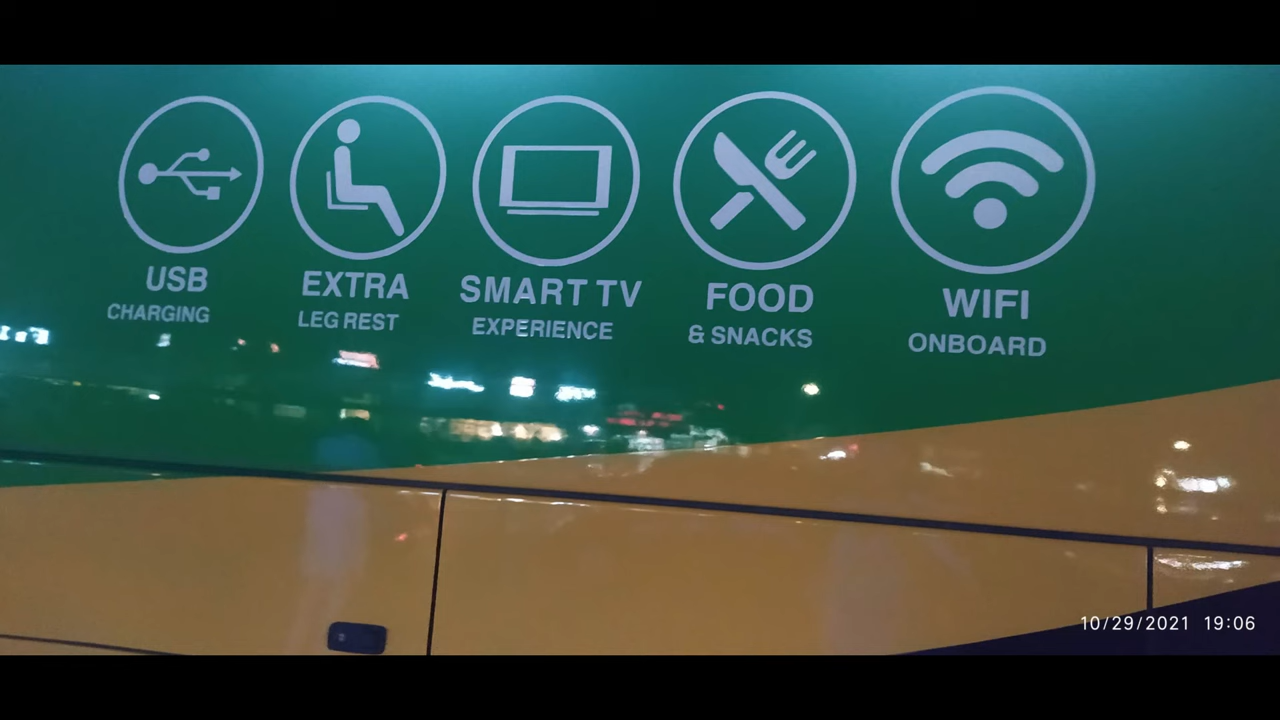 USB
CHARGING
EXTRA
LEG REST
SMART TV
EXPERIENCE
FOOD
& SNACKS
WIFI
ONBOARD
10/29/2021 19:06